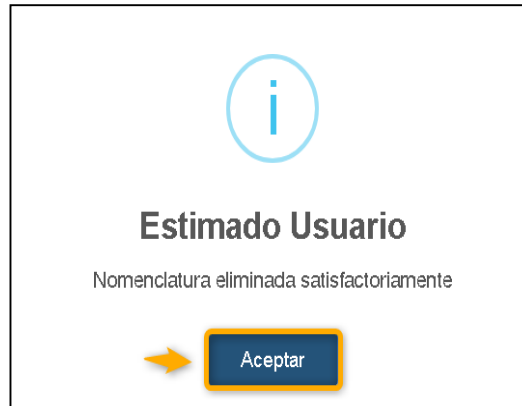 i
Estimado Usuario
Nomenclatura eliminada satisfactoriamente
Aceptar